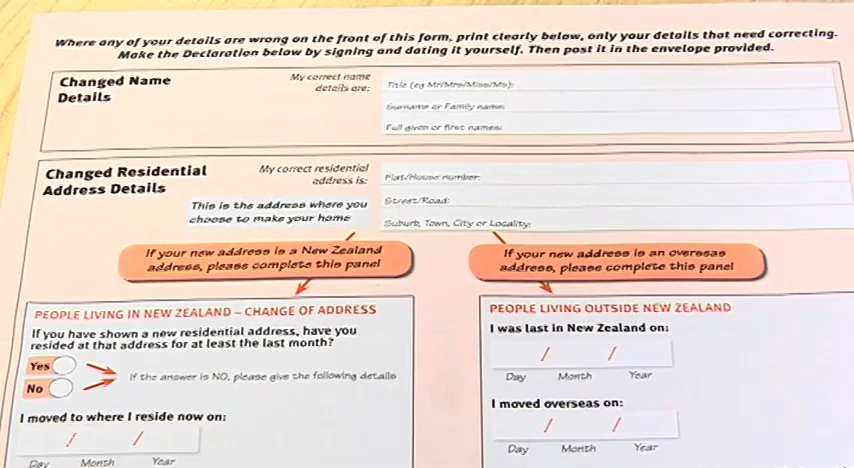 Where any of your details are wrong on the front of this form, print clearly below, only your details that need correcting.
Make the Declaration below by signing and dating it yourself. Then post it in the envelope provided.
Changed Name
Details
My correct name
details are:
Title (eg Mr/Mrs/Miss/Ms):
Surname or Family name:
Full given or first names:
Changed Residential
Address Details
My correct residential
address is:
This is the address where you
choose to make your home
Flat/House number:
Street/Road:
Suburb, Town, City or Locality:
If your new address is a New Zealand
address, please complete this panel
If your new address is an overseas
address, please complete this panel
PEOPLE LIVING IN NEW ZEALAND – CHANGE OF ADDRESS
If you have shown a new residential address, have you
resided at that address for at least the last month?
Yes
No
If the answer is NO, please give the following details
I moved to where I reside now on:
/ /
Day Month Year
PEOPLE LIVING OUTSIDE NEW ZEALAND
I was last in New Zealand on:
/ /
Day Month Year
I moved overseas on:
/ /
Day Month Year